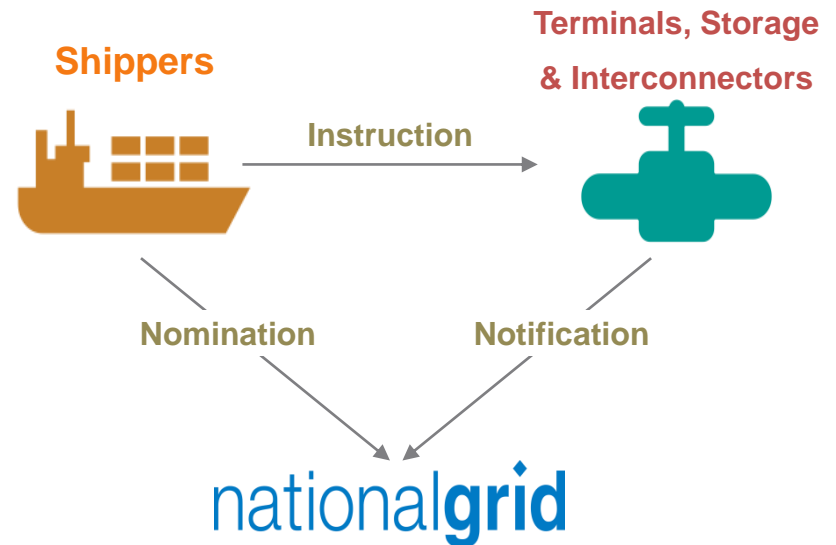 Shippers
Terminals, Storage
& Interconnectors
Instruction
Nomination
Notification
nationalgrid